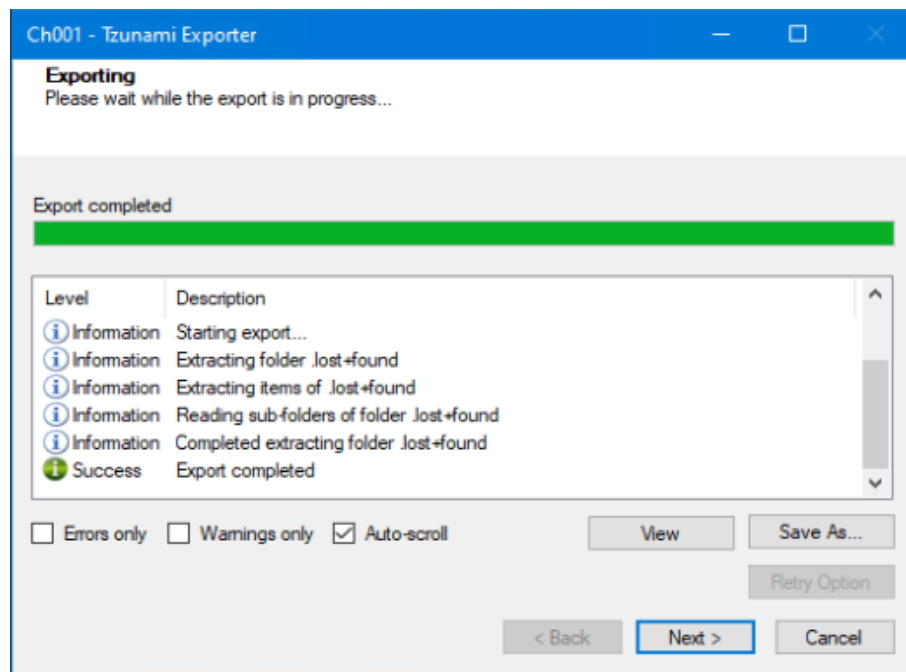 Ch001 - Tzunami Exporter
Exporting
Please wait while the export is in progress...
Export completed
Level Description
Information Starting export...
Information Extracting folder .lost+found
Information Extracting items of .lost+found
Information Reading sub-folders of folder .lost+found
Information Completed extracting folder .lost+found
Success Export completed
Errors only Warnings only Auto-scroll View Save As...
Retry Option
< Back Next > Cancel